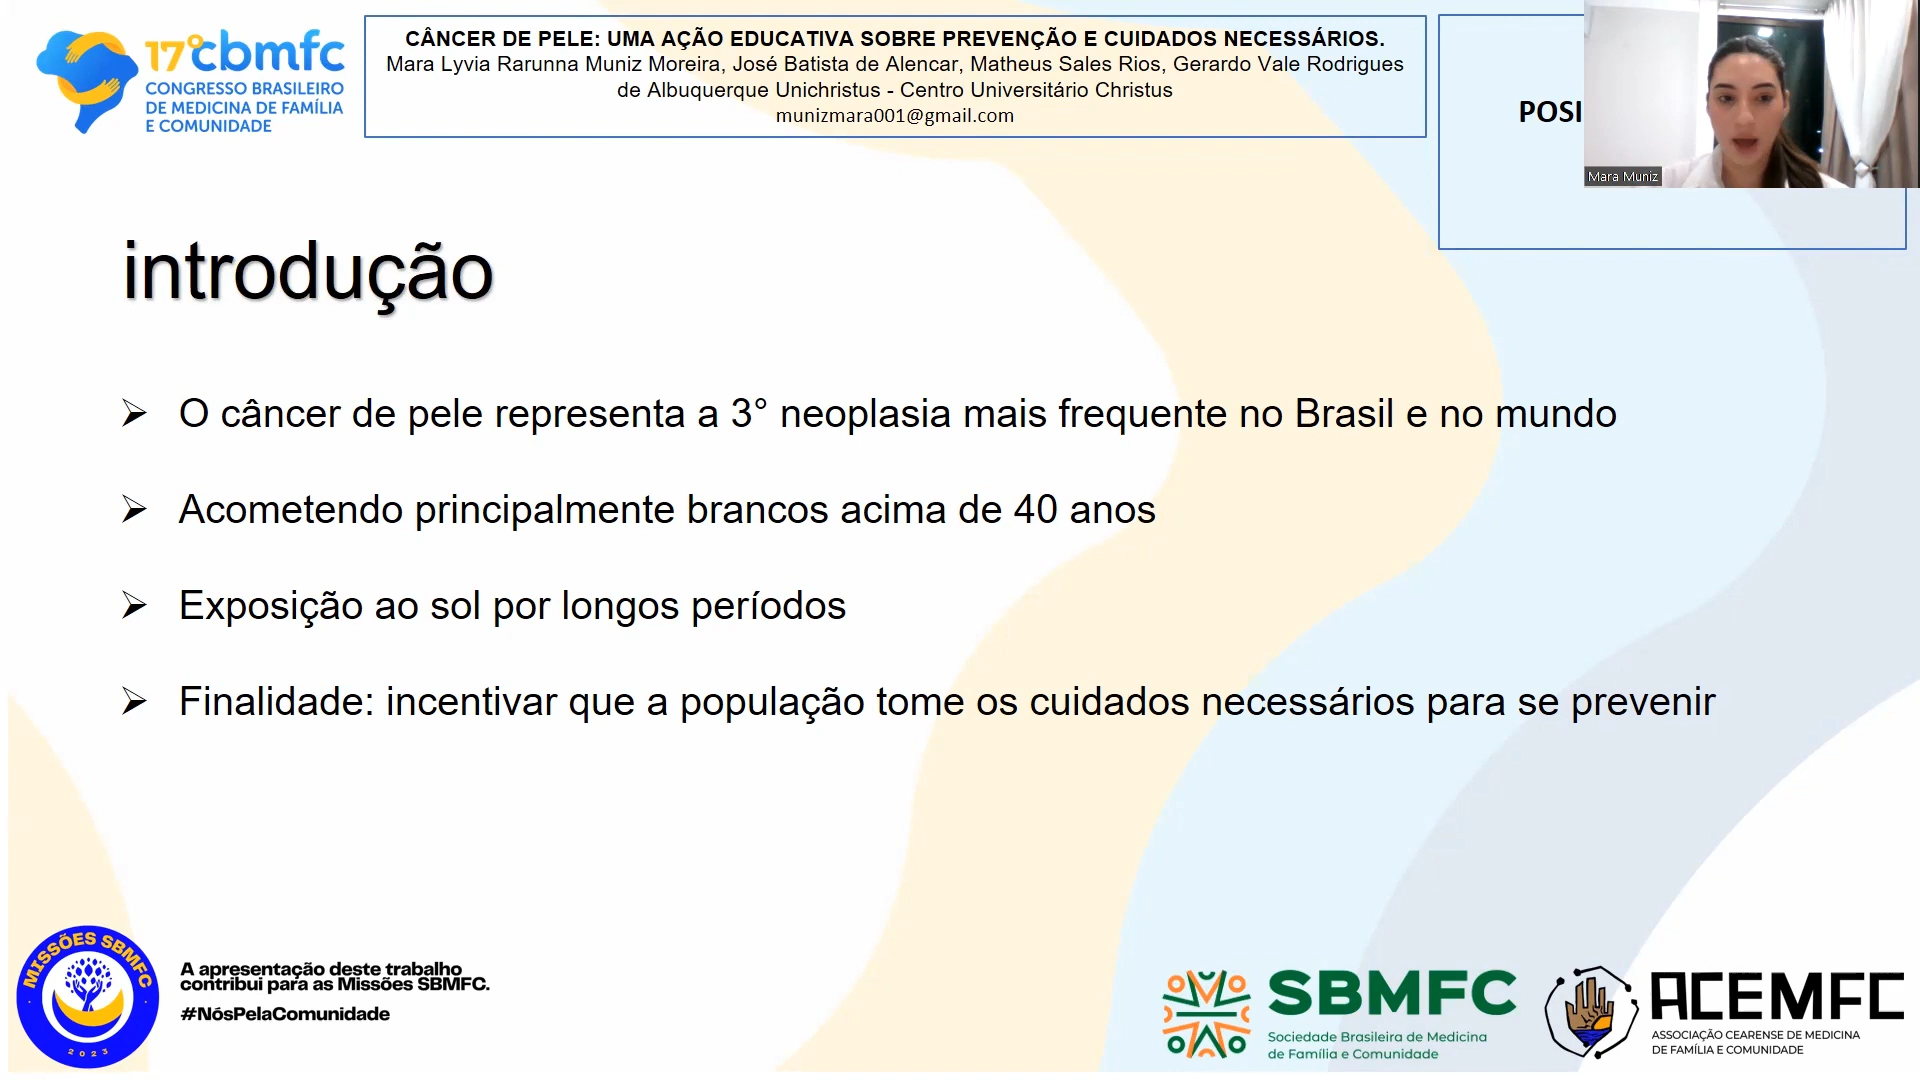 17º cbmfc
CONGRESSO BRASILEIRO
DE MEDICINA DE FAMÍLIA
E COMUNIDADE
CÂNCER DE PELE: UMA AÇÃO EDUCATIVA SOBRE PREVENÇÃO E CUIDADOS NECESSÁRIOS.
Mara Lyvia Rarunna Muniz Moreira, José Batista de Alencar, Matheus Sales Rios, Gerardo Vale Rodrigues
de Albuquerque Unichristus - Centro Universitário Christus
munizmara001@gmail.com
POSI
Mara Muniz
introdução
➢ O câncer de pele representa a 3° neoplasia mais frequente no Brasil e no mundo
➢ Acometendo principalmente brancos acima de 40 anos
➢ Exposição ao sol por longos períodos
➢ Finalidade: incentivar que a população tome os cuidados necessários para se prevenir
MISSÕES SBMFC
2023
A apresentação deste trabalho
contribui para as Missões SBMFC.
#NósPelaComunidade
SBMFC
Sociedade Brasileira de Medicina
de Família e Comunidade
ACEMFC
ASSOCIAÇÃO CEARENSE DE MEDICINA
DE FAMÍLIA E COMUNIDADE